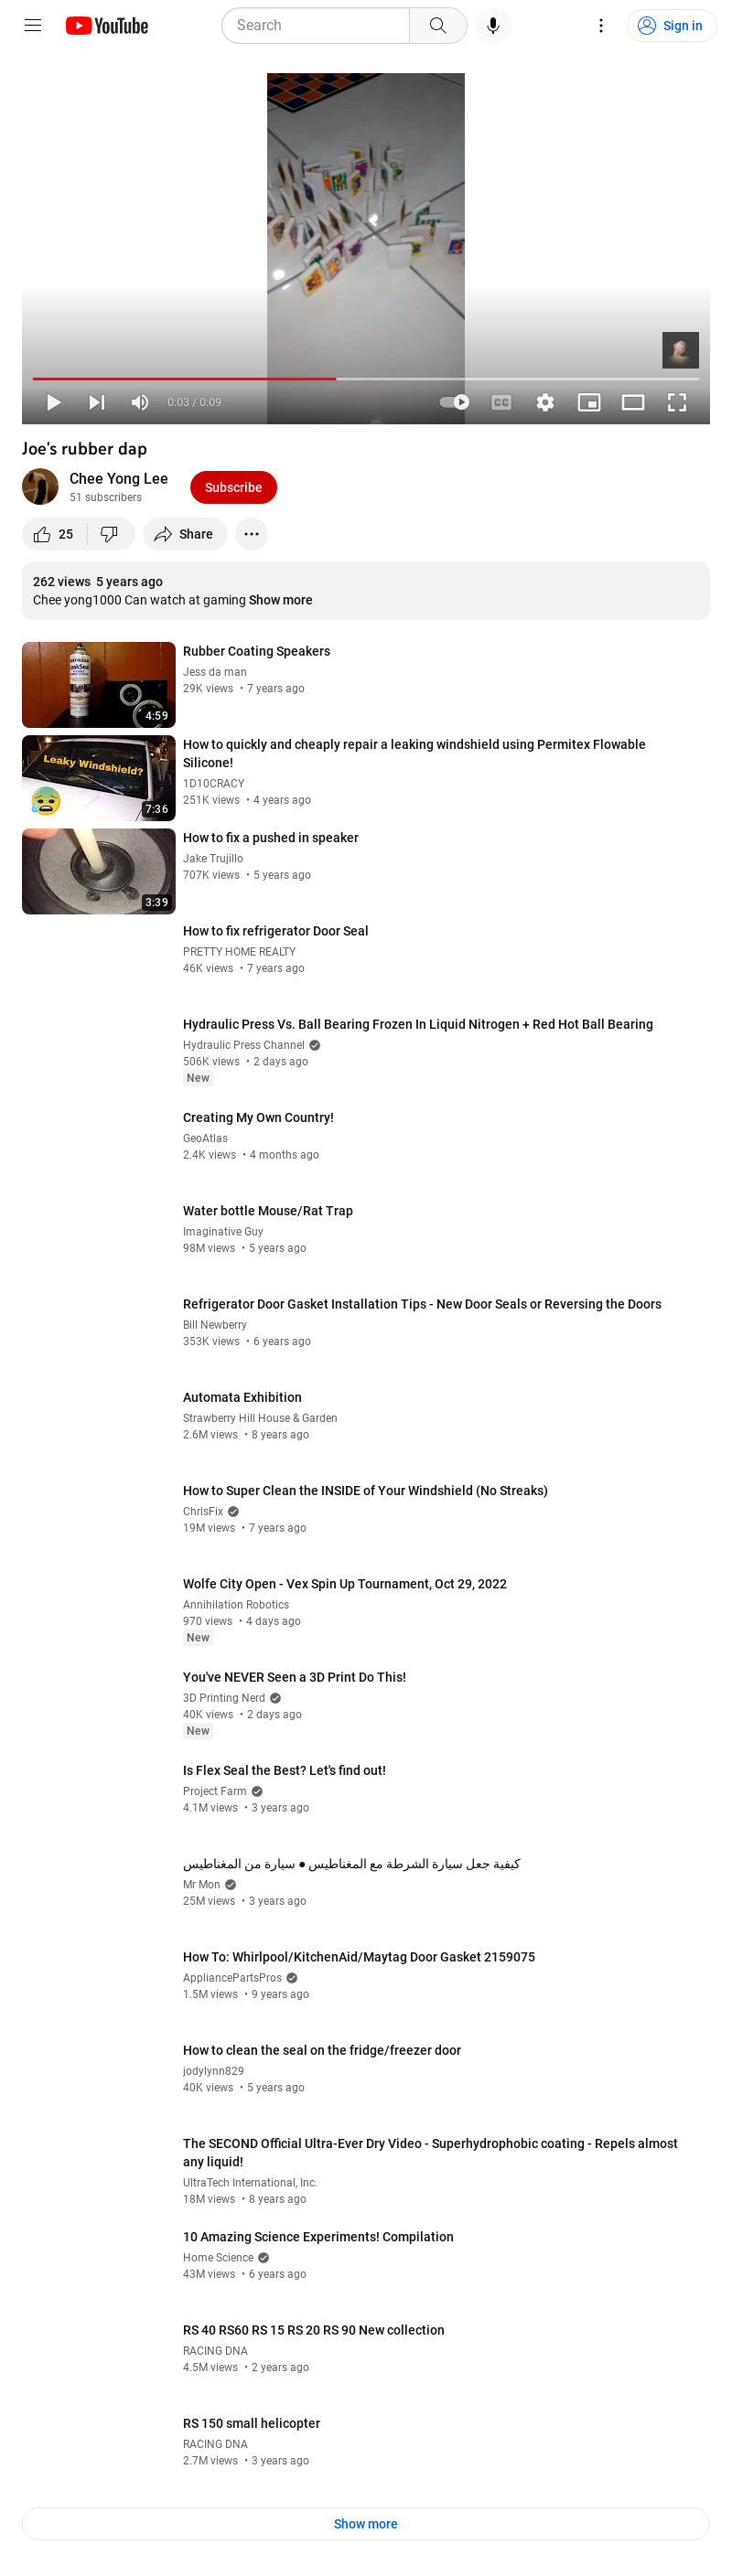 YouTube
Search
Sign in
0:03 / 0:09
CC
Joe's rubber dap
Chee Yong Lee
51 subscribers
Subscribe
25
Share
262 views 5 years ago
Chee yong1000 Can watch at gaming Show more
4:59
Rubber Coating Speakers
Jess da man
29K views • 7 years ago
Leaky Windshield?
7:36
How to quickly and cheaply repair a leaking windshield using Permitex Flowable
Silicone!
1D10CRACY
251K views • 4 years ago
3:39
How to fix a pushed in speaker
Jake Trujillo
707K views • 5 years ago
How to fix refrigerator Door Seal
PRETTY HOME REALTY
46K views • 7 years ago
Hydraulic Press Vs. Ball Bearing Frozen In Liquid Nitrogen + Red Hot Ball Bearing
Hydraulic Press Channel
506K views • 2 days ago
New
Creating My Own Country!
GeoAtlas
2.4K views • 4 months ago
Water bottle Mouse/Rat Trap
Imaginative Guy
98M views • 5 years ago
Refrigerator Door Gasket Installation Tips - New Door Seals or Reversing the Doors
Bill Newberry
353K views • 6 years ago
Automata Exhibition
Strawberry Hill House & Garden
2.6M views • 8 years ago
How to Super Clean the INSIDE of Your Windshield (No Streaks)
ChrisFix
19M views • 7 years ago
Wolfe City Open - Vex Spin Up Tournament, Oct 29, 2022
Annihilation Robotics
970 views • 4 days ago
New
You've NEVER Seen a 3D Print Do This!
3D Printing Nerd
40K views • 2 days ago
New
Is Flex Seal the Best? Let's find out!
Project Farm
4.1M views • 3 years ago
كيفية جعل سيارة الشرطة مع المغناطيس ● سيارة من المغناطيس
Mr Mon
25M views • 3 years ago
How To: Whirlpool/KitchenAid/Maytag Door Gasket 2159075
AppliancePartsPros
1.5M views • 9 years ago
How to clean the seal on the fridge/freezer door
jodylynn829
40K views • 5 years ago
The SECOND Official Ultra-Ever Dry Video - Superhydrophobic coating - Repels almost
any liquid!
UltraTech International, Inc.
18M views • 8 years ago
10 Amazing Science Experiments! Compilation
Home Science
43M views • 6 years ago
RS 40 RS60 RS 15 RS 20 RS 90 New collection
RACING DNA
4.5M views • 2 years ago
RS 150 small helicopter
RACING DNA
2.7M views • 3 years ago
Show more